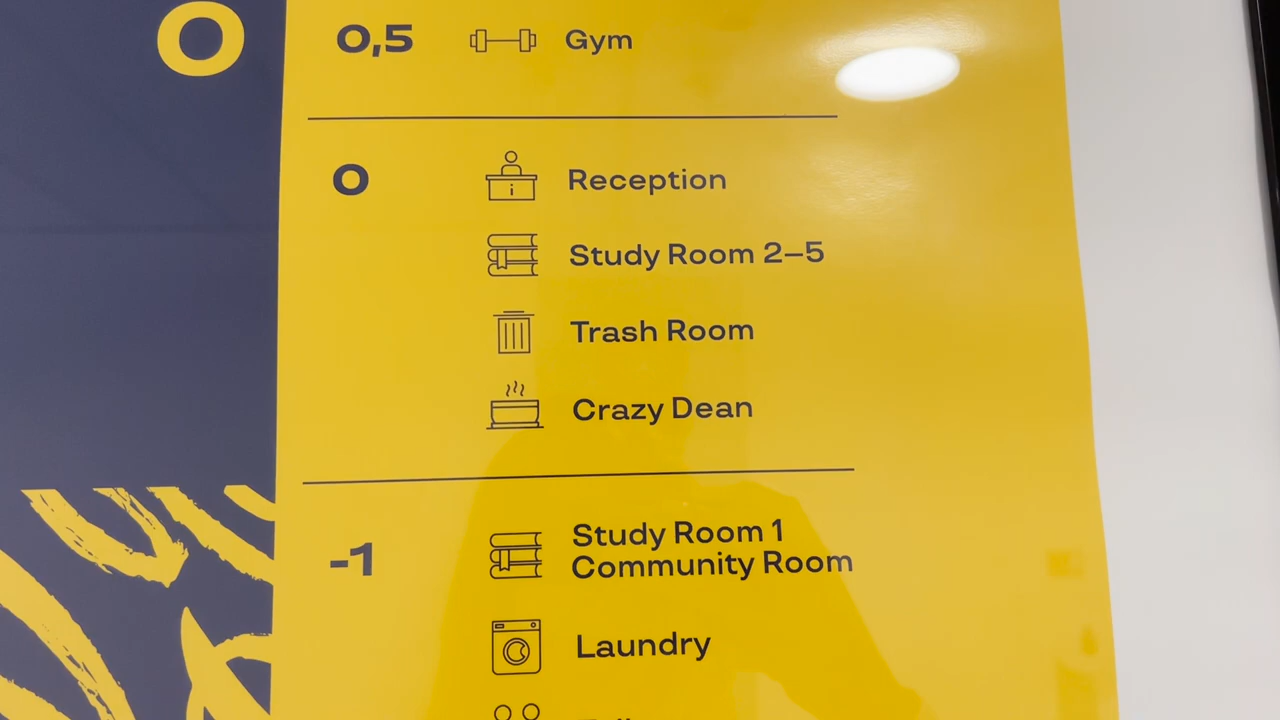 0
0,5 Gym
0 Reception
i
Study Room 2–5
Trash Room
Crazy Dean
-1 Study Room 1
Community Room
Laundry